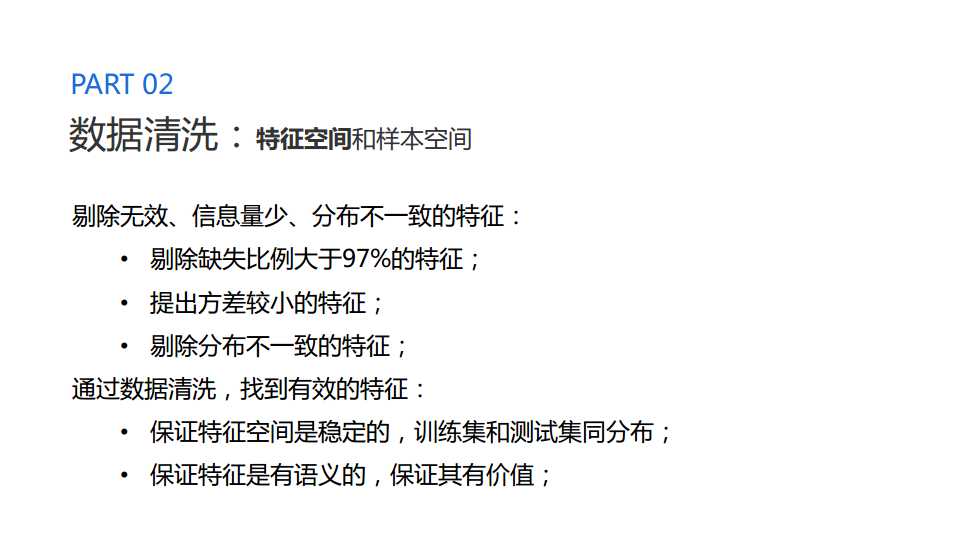 PART 02
数据清洗：特征空间和样本空间
剔除无效、信息量少、分布不一致的特征：
• 剔除缺失比例大于97%的特征；
• 提出方差较小的特征；
• 剔除分布不一致的特征；
通过数据清洗，找到有效的特征：
• 保证特征空间是稳定的，训练集和测试集同分布；
• 保证特征是有语义的，保证其有价值；